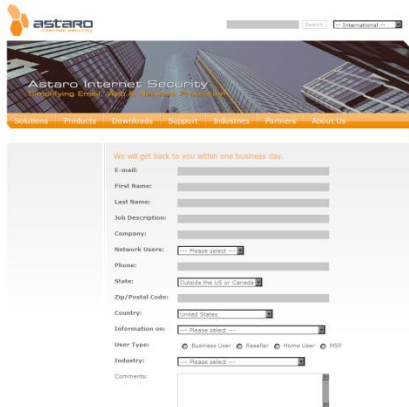 astaro
internet security
Search
-- International --
Astaro Internet Security
Simplifying Email, Web & Network Protection
Solutions Products Downloads Support Industries Partners About Us
We will get back to you within one business day.
E-mail:
First Name:
Last Name:
Job Description:
Company:
Network Users: --- Please select ---
Phone:
State: Outside the US or Canada
Zip/Postal Code:
Country: United States
Information on: --- Please select ---
User Type: Business User Reseller Home User MSP
Industry: --- Please select ---
Comments: